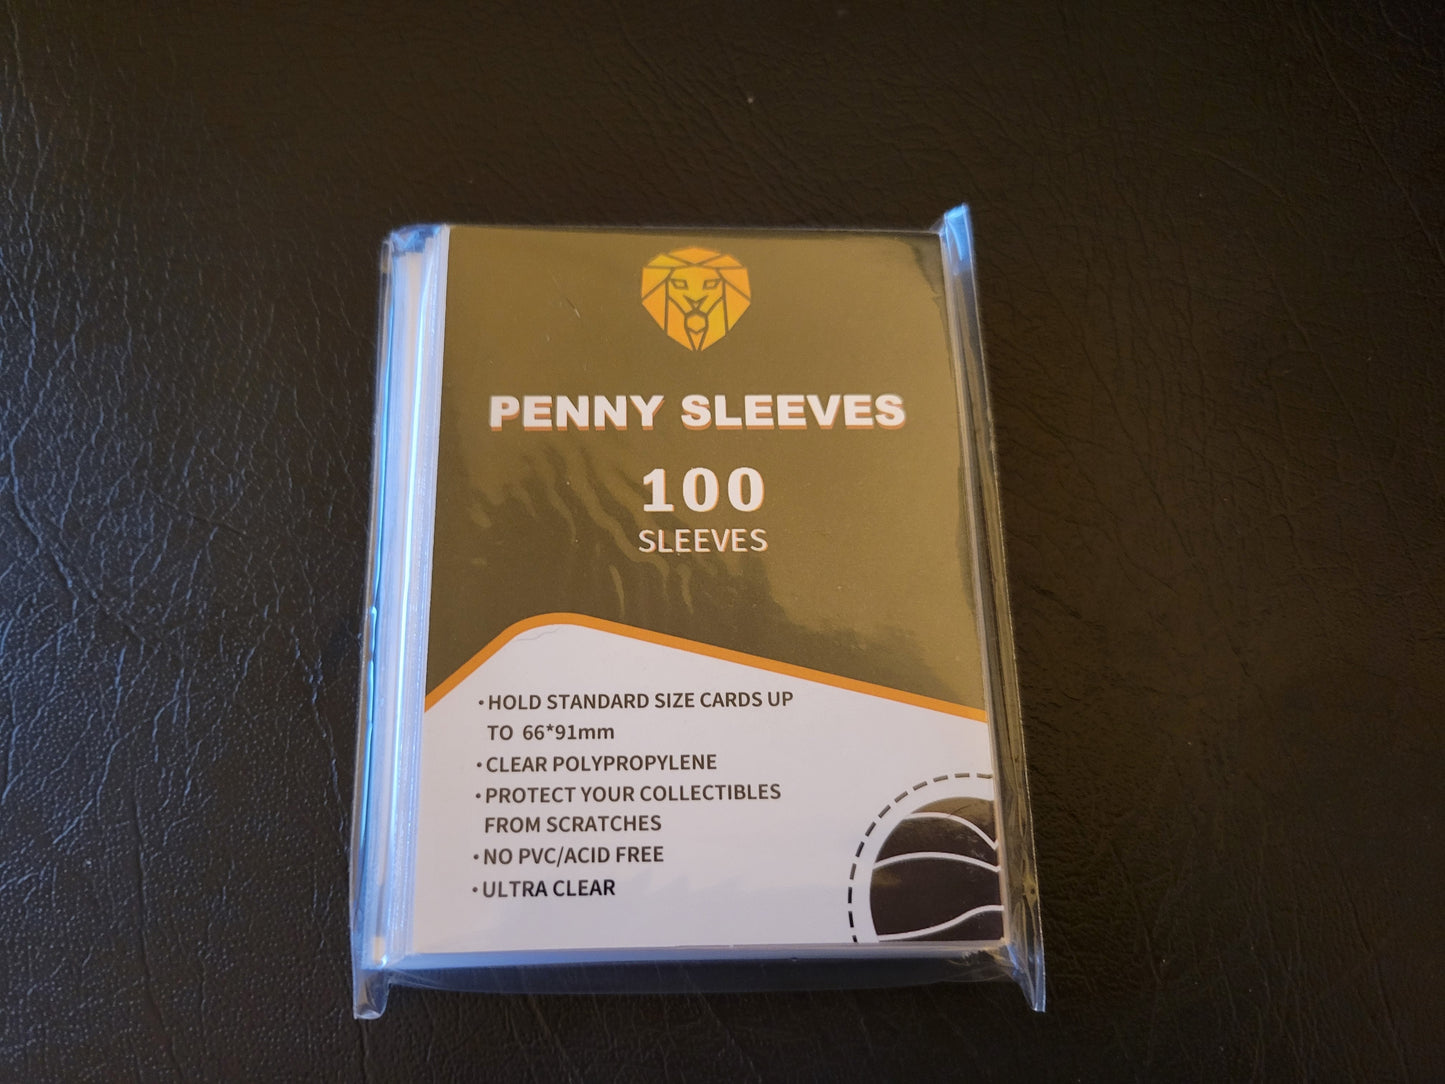 PENNY SLEEVES
100
SLEEVES
·HOLD STANDARD SIZE CARDS UP
TO 66*91mm
·CLEAR POLYPROPYLENE
·PROTECT YOUR COLLECTIBLES
FROM SCRATCHES
·NO PVC/ACID FREE
·ULTRA CLEAR